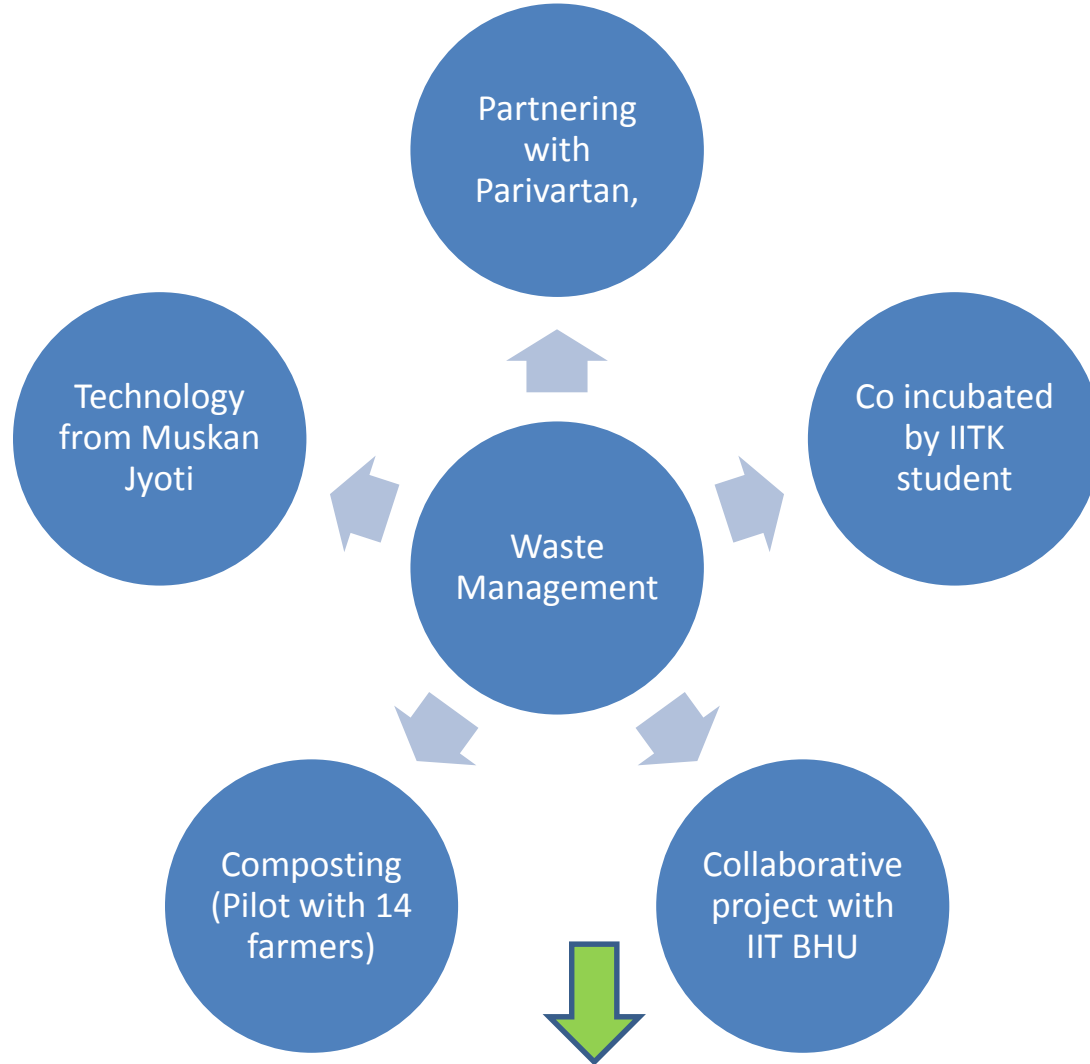 Partnering
with
Parivartan,
Technology
from Muskan
Jyoti
Co incubated
by IITK
student
Waste
Management
Composting
(Pilot with 14
farmers)
Collaborative
project with
IIT BHU